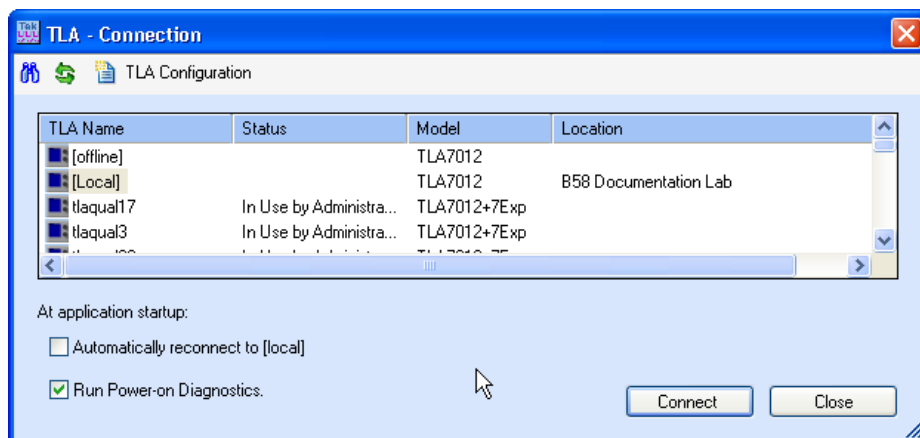 TLA - Connection
TLA Configuration
TLA Name Status Model Location
[offline] TLA7012
[Local] TLA7012 B58 Documentation Lab
tlaqual17 In Use by Administra... TLA7012+7Exp
tlaqual3 In Use by Administra... TLA7012+7Exp
At application startup:
Automatically reconnect to [local]
Run Power-on Diagnostics.
Connect Close